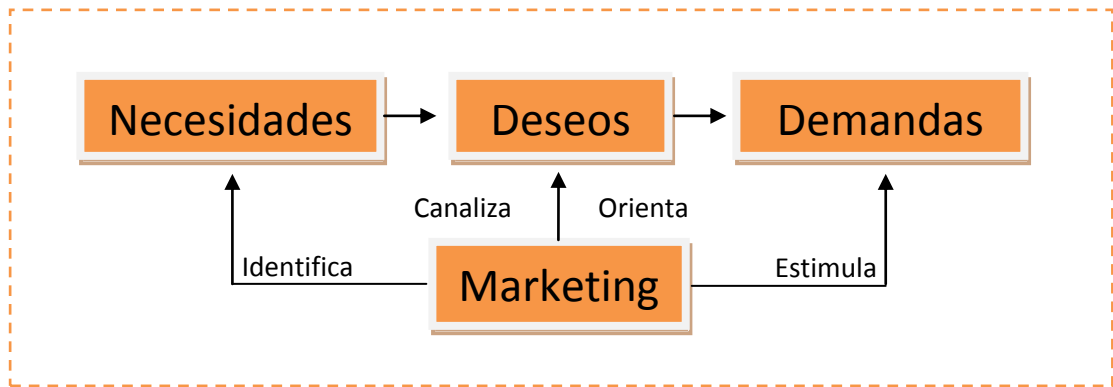 Necesidades
Deseos
Demandas
Canaliza
Orienta
Identifica
Marketing
Estimula